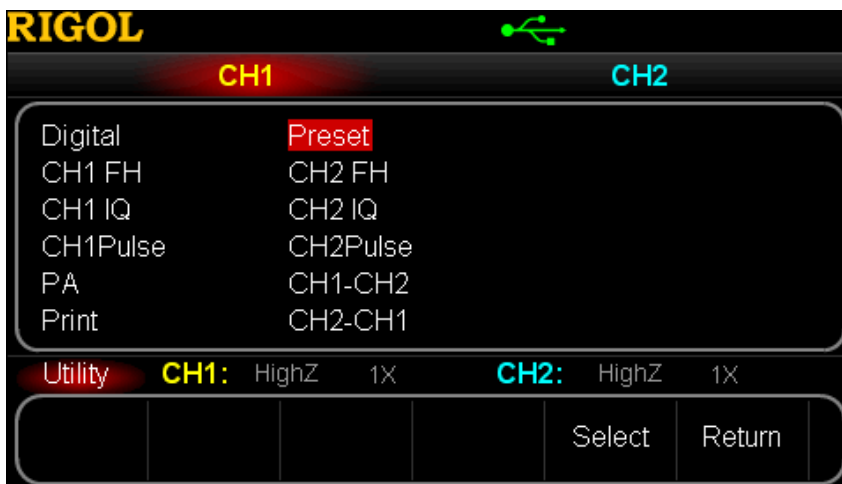 RIGOL
CH1 CH2
Digital Preset
CH1 FH CH2 FH
CH1 IQ CH2 IQ
CH1Pulse CH2Pulse
PA CH1-CH2
Print CH2-CH1
Utility CH1: HighZ 1X CH2: HighZ 1X
Select Return